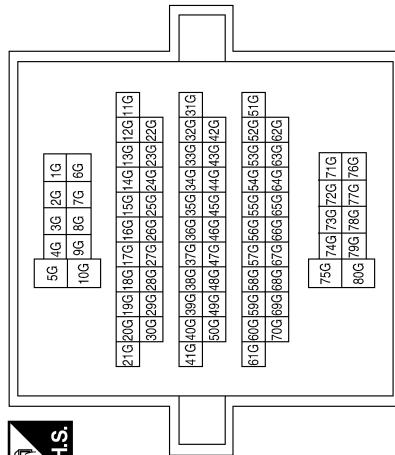 H.S.
5G 4G 3G 2G 1G
10G 9G 8G 7G 6G
21G 20G 19G 18G 17G 16G 15G 14G 13G 12G 11G
30G 29G 28G 27G 26G 25G 24G 23G 22G
41G 40G 39G 38G 37G 36G 35G 34G 33G 32G 31G
50G 49G 48G 47G 46G 45G 44G 43G 42G
61G 60G 59G 58G 57G 56G 55G 54G 53G 52G 51G
70G 69G 68G 67G 66G 65G 64G 63G 62G
75G 74G 73G 72G 71G
80G 79G 78G 77G 76G